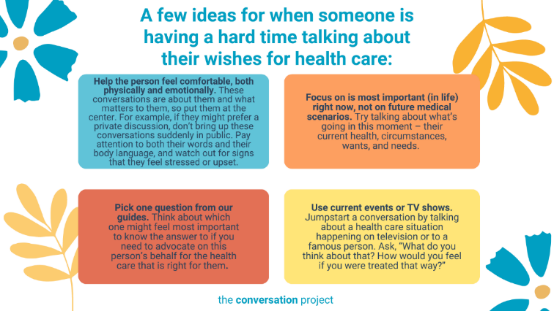 A few ideas for when someone is
having a hard time talking about
their wishes for health care:
Help the person feel comfortable, both
physically and emotionally. These
conversations are about them and what
matters to them, so put them at the
center. For example, if they might prefer a
private discussion, don't bring up these
conversations suddenly in public. Pay
attention to both their words and their
body language, and watch out for signs
that they feel stressed or upset.
Focus on is most important (in life)
right now, not on future medical
scenarios. Try talking about what's
going in this moment – their
current health, circumstances,
wants, and needs.
Pick one question from our
guides. Think about which
one might feel most important
to know the answer to if you
need to advocate on this
person's behalf for the health
care that is right for them.
Use current events or TV shows.
Jumpstart a conversation by talking
about a health care situation
happening on television or to a
famous person. Ask, "What do you
think about that? How would you feel
if you were treated that way?"
the conversation project